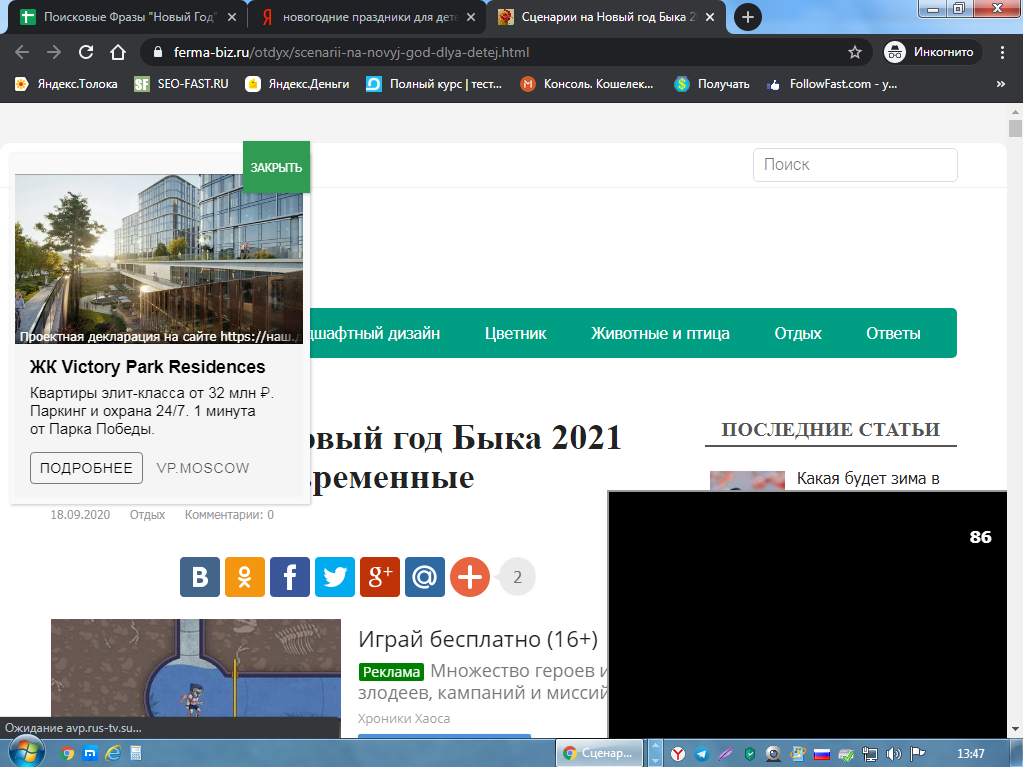 Поисковые Фразы "Новый Год"
новогодние праздники для дете
Сценарии на Новый год Быка 2
ferma-biz.ru/otdyx/scenarii-na-novyj-god-dlya-detej.html
Инкогнито
Яндекс.Толока
SF
SEO-FAST.RU
Яндекс.Деньги
Полный курс | тест...
Консоль. Кошелек...
Получать
FollowFast.com - у...
»
Поиск
ЗАКРЫТЬ
Проектная декларация на сайте https://наш.
ЖК Victory Park Residences
Квартиры элит-класса от 32 млн ₽.
Паркинг и охрана 24/7. 1 минута
от Парка Победы.
ПОДРОБНЕЕ
VP.MOSCOW
дшафтный дизайн
Цветник
Животные и птица
Отдых
Ответы
овый год Быка 2021
временные
18.09.2020
Отдых
Комментарии: 0
ПОСЛЕДНИЕ СТАТЬИ
Какая будет зима в
86
2
Играй бесплатно (16+)
Реклама Множество героев и
злодеев, кампаний и миссий
Хроники Хаоса
Ожидание avp.rus-tv.su...
Сценар...
13:47